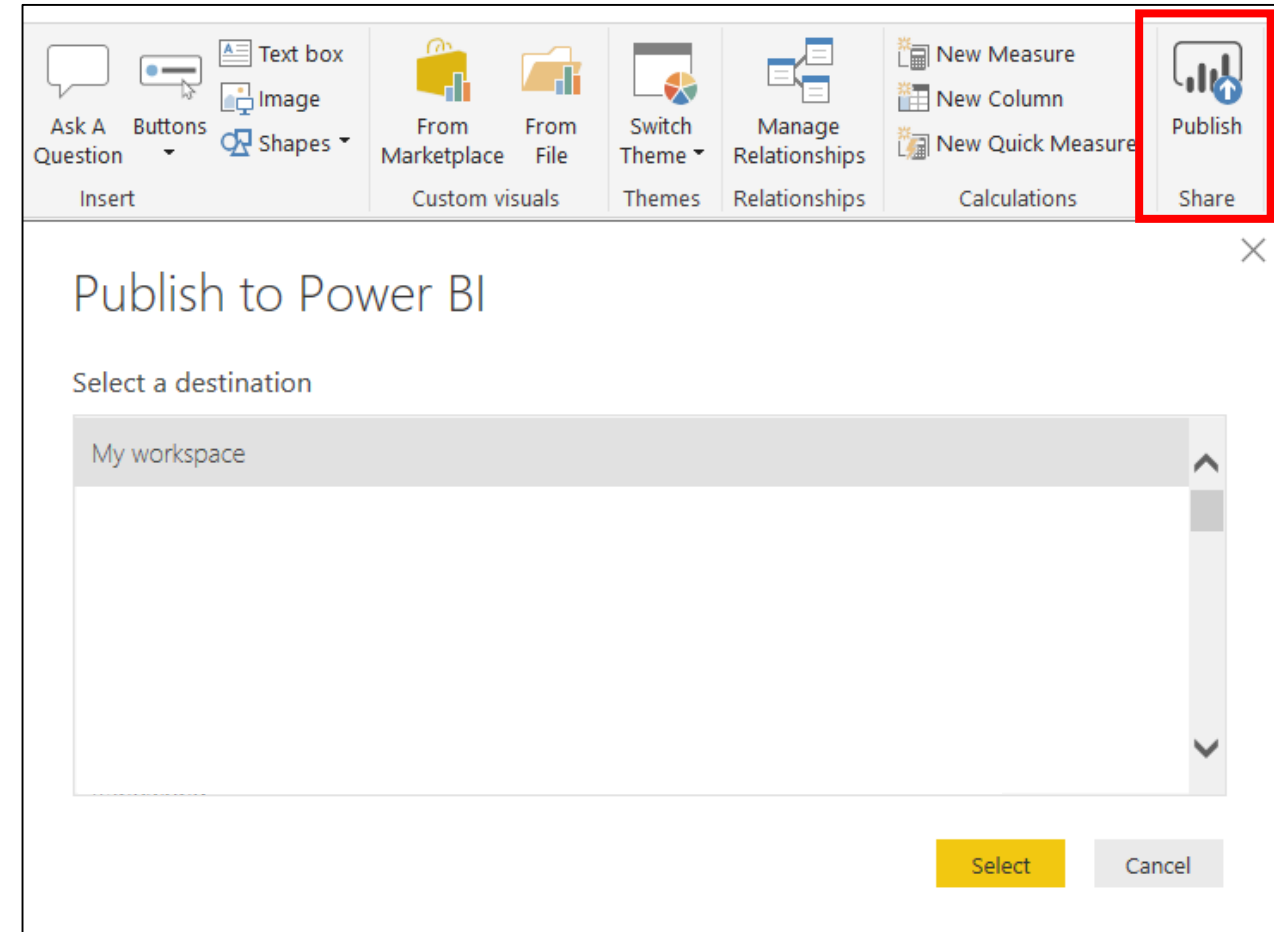 Text box
Image
Shapes
Ask A
Question
Buttons
Insert
From
Marketplace
From
File
Custom visuals
Switch
Theme
Themes
Manage
Relationships
Relationships
New Measure
New Column
New Quick Measure
Calculations
Publish
Share
Publish to Power BI
Select a destination
My workspace
Select
Cancel